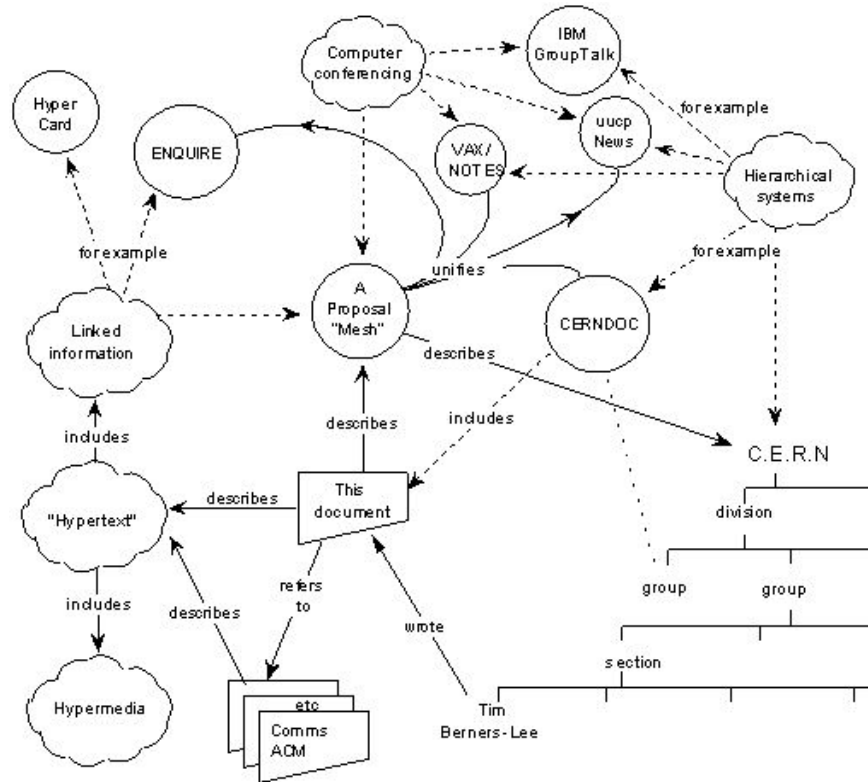 IBM
GroupTalk
Computer
conferencing
Hyper
Card
for example
uucp
News
ENQUIRE
VAX/
NOTES
Hierarchical
systems
for example
for example
unifies
A
Proposal
"Mesh"
CERNDOC
Linked
information
describes
includes
describes
includes
C.E.R.N
This
document
describes
"Hypertext"
division
refers
to
group
group
includes
describes
wrote
section
Hypermedia
etc
Tim
Berners-Lee
Comms
ACM